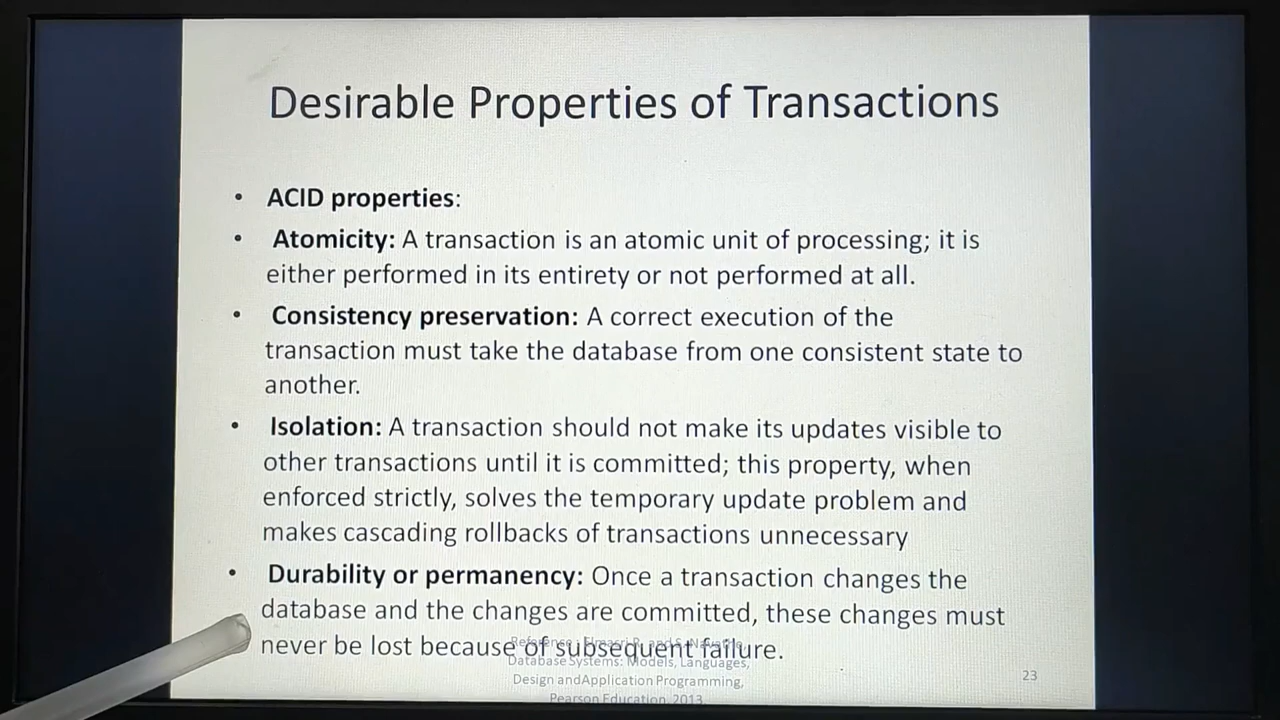 Desirable Properties of Transactions
• ACID properties:
• Atomicity: A transaction is an atomic unit of processing; it is
either performed in its entirety or not performed at all.
• Consistency preservation: A correct execution of the
transaction must take the database from one consistent state to
another.
• Isolation: A transaction should not make its updates visible to
other transactions until it is committed; this property, when
enforced strictly, solves the temporary update problem and
makes cascading rollbacks of transactions unnecessary
• Durability or permanency: Once a transaction changes the
database and the changes are committed, these changes must
never be lost because of subsequent failure.
Database Systems: Models, Languages,
Design andApplication Programming,
Pearson Education, 2013.
23